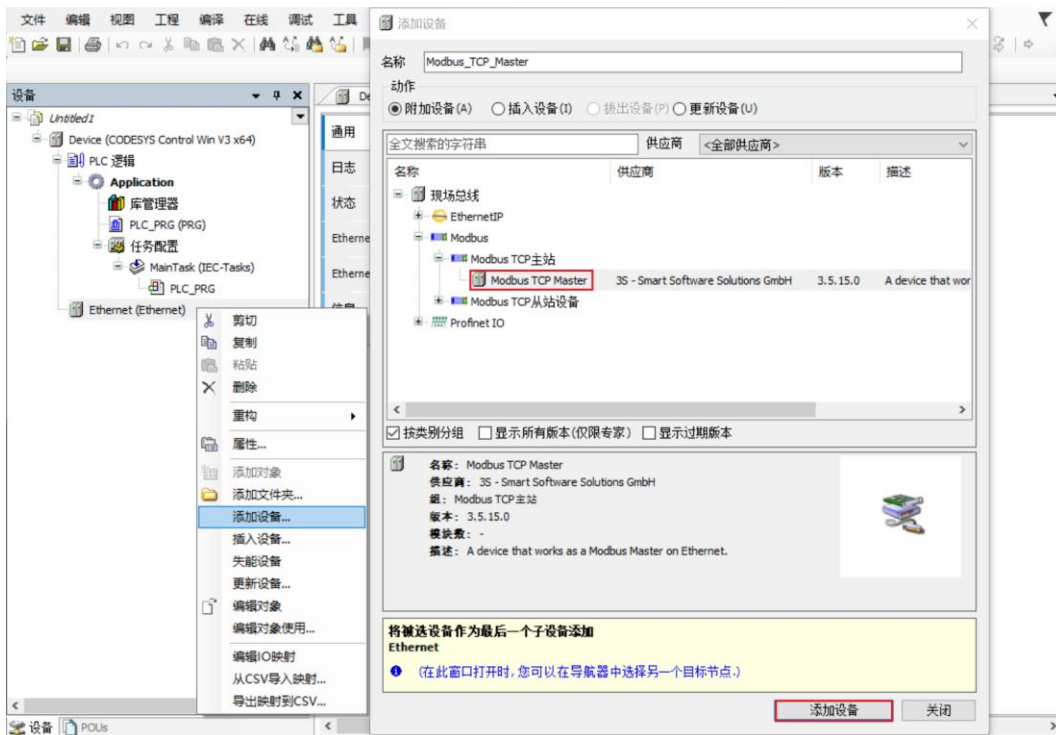 文件 编辑 视图 工程 编译 在线 调试 工具
设备
Untitled1
Device (CODESYS Control Win V3 x64)
PLC 逻辑
Application
库管理器
PLC_PRG (PRG)
任务配置
MainTask (IEC-Tasks)
PLC_PRG
Ethernet (Ethernet)
剪切
复制
粘贴
删除
重构
属性...
添加对象
添加文件夹...
添加设备...
插入设备...
失能设备
更新设备...
编辑对象
编辑对象使用...
编辑IO映射
从CSV导入映射...
导出映射到CSV...
设备 POUs
De
通用
日志
状态
Etherne
Etherne
信息
添加设备
名称 Modbus_TCP_Master
动作
附加设备(A) 插入设备(I) 拔出设备(P) 更新设备(U)
全文搜索的字符串 供应商 <全部供应商>
名称 供应商 版本 描述
现场总线
EthernetIP
Modbus
Modbus TCP主站
Modbus TCP Master 3S - Smart Software Solutions GmbH 3.5.15.0 A device that wor
Modbus TCP从站设备
Profinet IO
按类别分组 显示所有版本(仅限专家) 显示过期版本
名称: Modbus TCP Master
供应商: 3S - Smart Software Solutions GmbH
组: Modbus TCP主站
版本: 3.5.15.0
模块数: -
描述: A device that works as a Modbus Master on Ethernet.
将被选设备作为最后一个子设备添加
Ethernet
(在此窗口打开时,您可以在导航器中选择另一个目标节点.)
添加设备 关闭